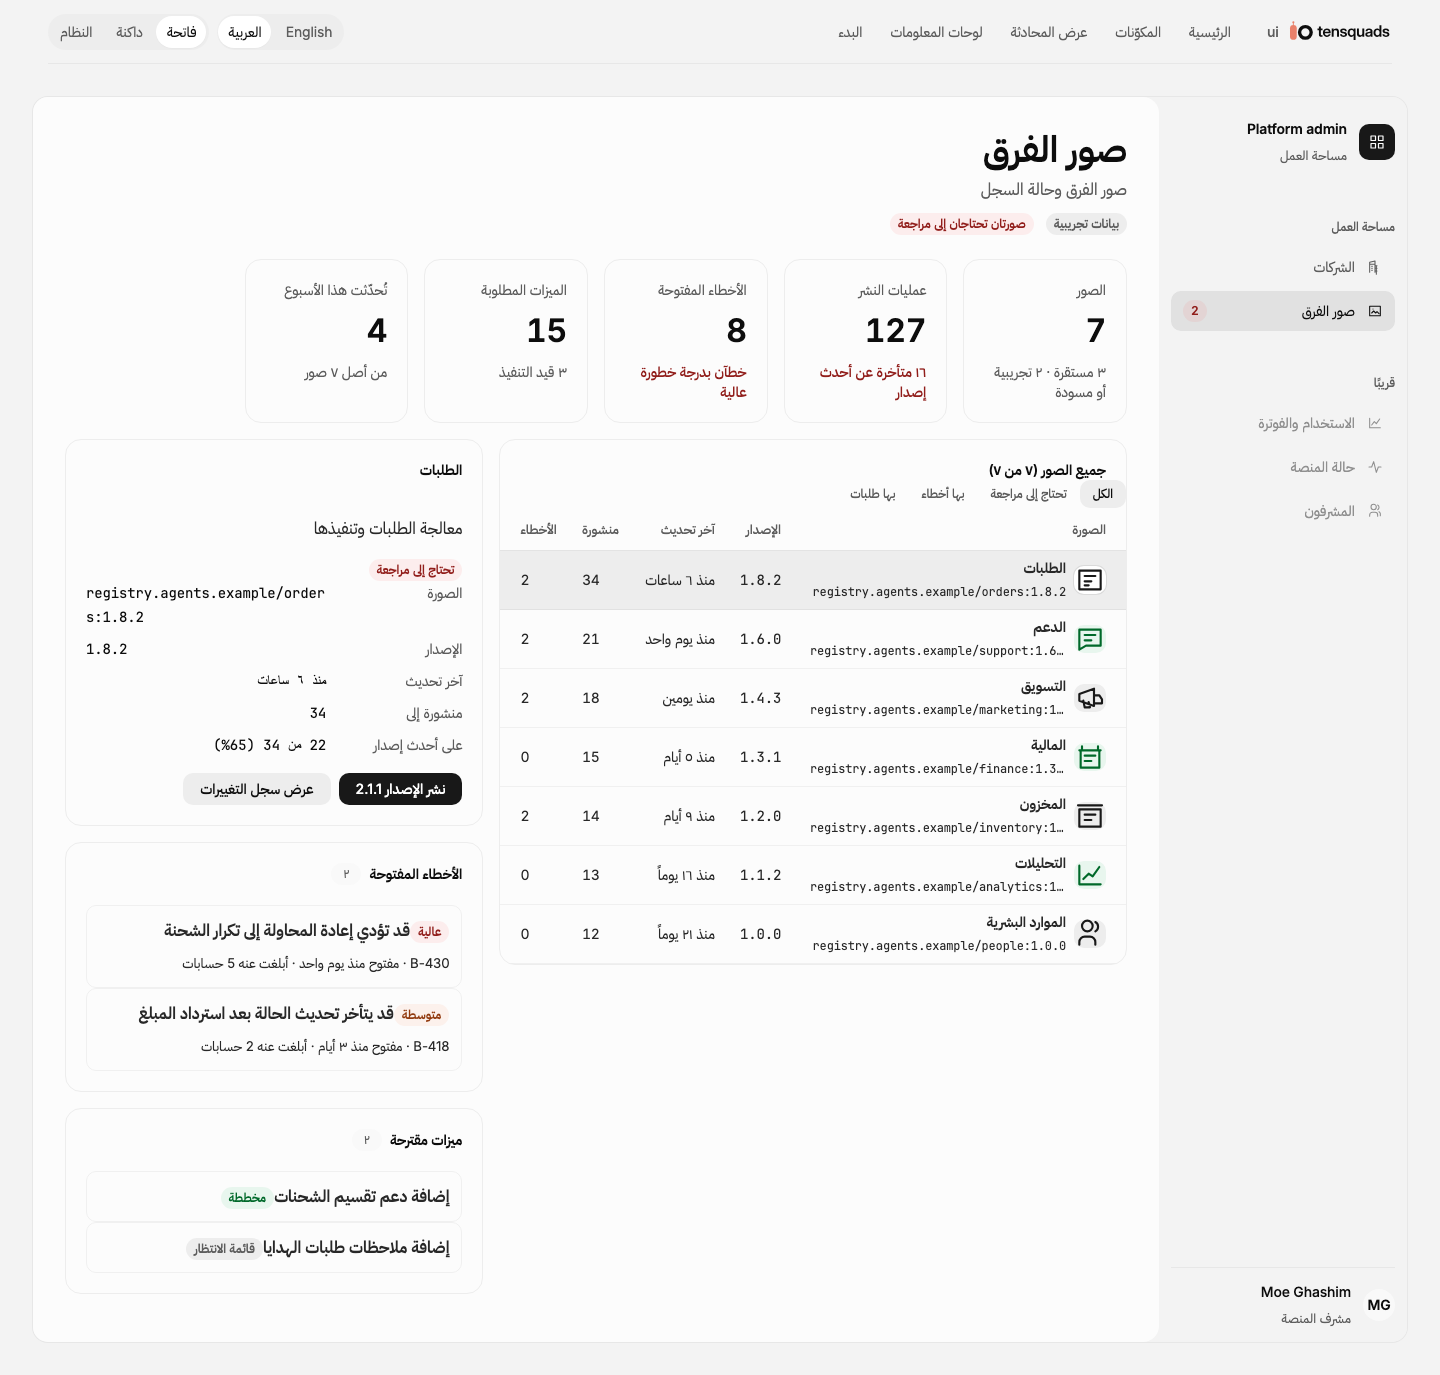 tensquads ui
الرئيسية
المكوّنات
عرض المحادثة
لوحات المعلومات
البدء
English
العربية
فاتحة
داكنة
النظام
Platform admin
مساحة العمل
مساحة العمل
الشركات
صور الفرق 2
قريبًا
الاستخدام والفوترة
حالة المنصة
المشرفون
MG
Moe Ghashim
مشرف المنصة
صور الفرق
صور الفرق وحالة السجل
بيانات تجريبية
صورتان تحتاجان إلى مراجعة
الصور
7
٣ مستقرة · ٢ تجريبية
أو مسودة
عمليات النشر
127
١٦ متأخرة عن أحدث
إصدار
الأخطاء المفتوحة
8
خطآن بدرجة خطورة
عالية
الميزات المطلوبة
15
٣ قيد التنفيذ
تُحدّثت هذا الأسبوع
4
من أصل ٧ صور
جميع الصور (٧ من ٧)
الكل
تحتاج إلى مراجعة
بها أخطاء
بها طلبات
الصورة الإصدار آخر تحديث منشورة الأخطاء
الطلبات
registry.agents.example/orders:1.8.2
1.8.2 منذ ٦ ساعات 34 2
الدعم
registry.agents.example/support:1.6…
1.6.0 منذ يوم واحد 21 2
التسويق
registry.agents.example/marketing:1…
1.4.3 منذ يومين 18 2
المالية
registry.agents.example/finance:1.3…
1.3.1 منذ ٥ أيام 15 0
المخزون
registry.agents.example/inventory:1…
1.2.0 منذ ٩ أيام 14 2
التحليلات
registry.agents.example/analytics:1…
1.1.2 منذ ١٦ يوماً 13 0
الموارد البشرية
registry.agents.example/people:1.0.0
1.0.0 منذ ٢١ يوماً 12 0
الطلبات
معالجة الطلبات وتنفيذها
تحتاج إلى مراجعة
الصورة registry.agents.example/order
s:1.8.2
الإصدار 1.8.2
آخر تحديث منذ ٦ ساعات
منشورة إلى 34
على أحدث إصدار 22 من 34 (65%)
نشر الإصدار 2.1.1
عرض سجل التغييرات
الأخطاء المفتوحة ٢
عالية قد تؤدي إعادة المحاولة إلى تكرار الشحنة
B-430 · مفتوح منذ يوم واحد · أبلغت عنه 5 حسابات
متوسطة قد يتأخر تحديث الحالة بعد استرداد المبلغ
B-418 · مفتوح منذ ٣ أيام · أبلغت عنه 2 حسابات
ميزات مقترحة ٢
إضافة دعم تقسيم الشحنات مخططة
إضافة ملاحظات طلبات الهدايا قائمة الانتظار